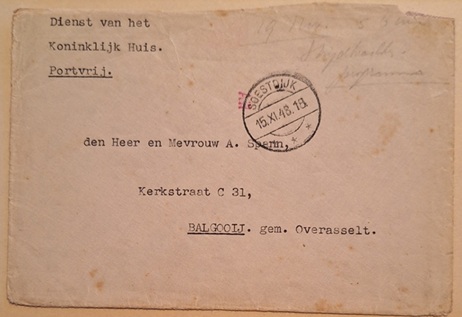 Dienst van het
Koninklijk Huis.
Portvrij.
SOESTDIJK
15.XI.48.18
den Heer en Mevrouw A. Spann,
Kerkstraat C 31,
BALGOOIJ. gem. Overasselt.